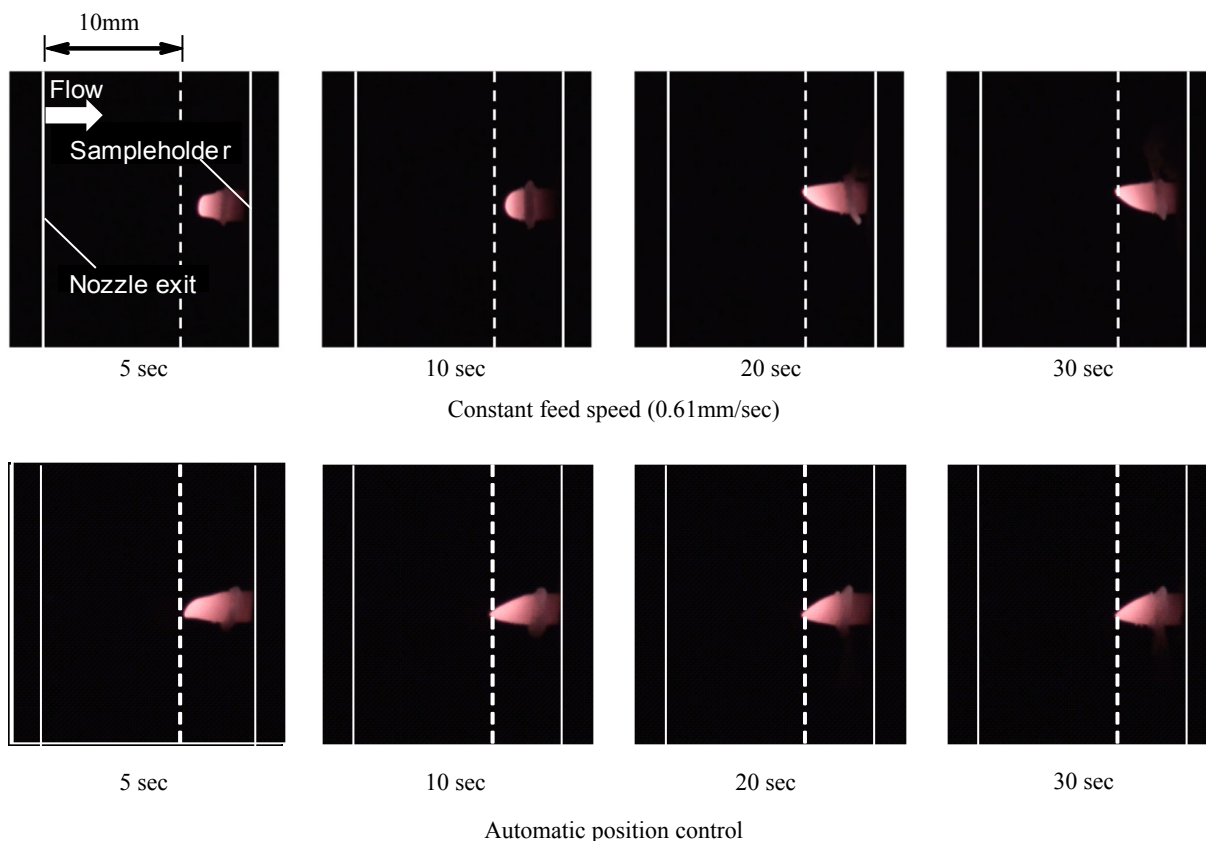 10mm
Flow
Sampleholder
Nozzle exit
5 sec
10 sec
20 sec
30 sec
Constant feed speed (0.61mm/sec)
5 sec
10 sec
20 sec
30 sec
Automatic position control